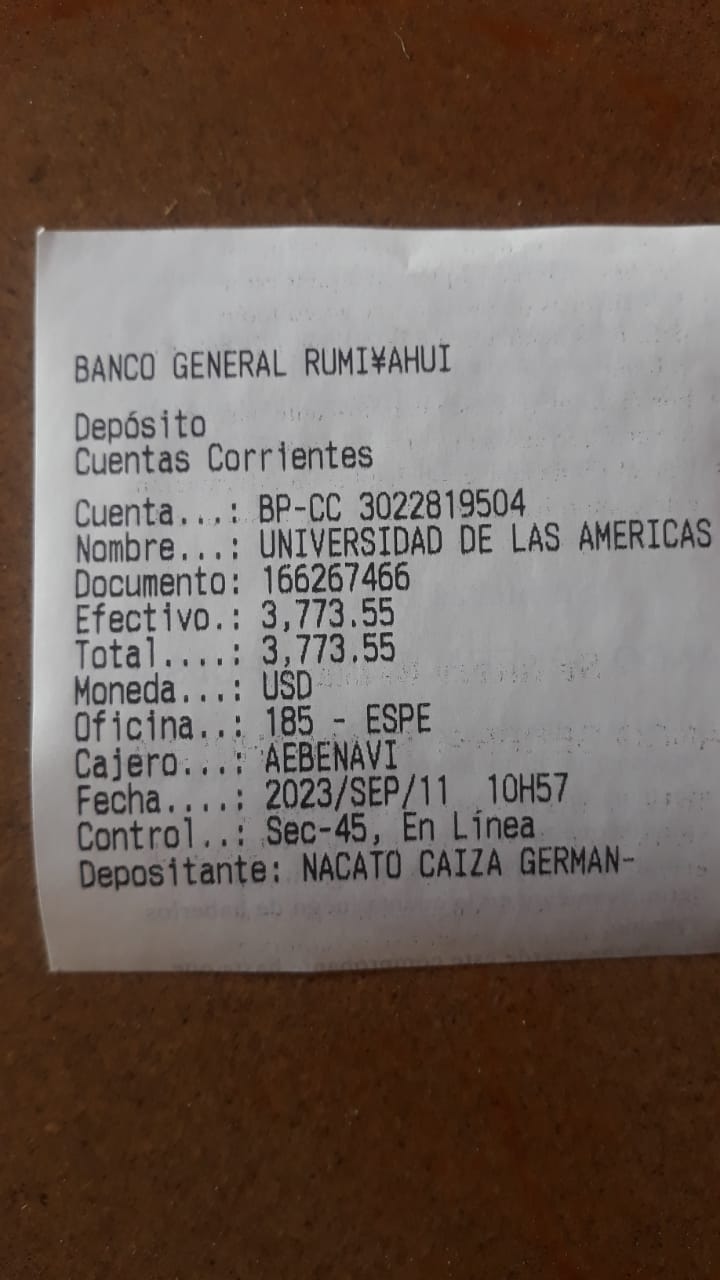 BANCO GENERAL RUMI¥AHUI
Depósito
Cuentas Corrientes
Cuenta...: BP-CC 3022819504
Nombre...: UNIVERSIDAD DE LAS AMERICAS
Documento: 166267466
Efectivo.: 3,773.55
Total....: 3,773.55
Moneda...: USD
Oficina..: 185 - ESPE
Cajero...: AEBENAVI
Fecha....: 2023/SEP/11 10H57
Control..: Sec-45, En Línea
Depositante: NACATO CAIZA GERMAN-